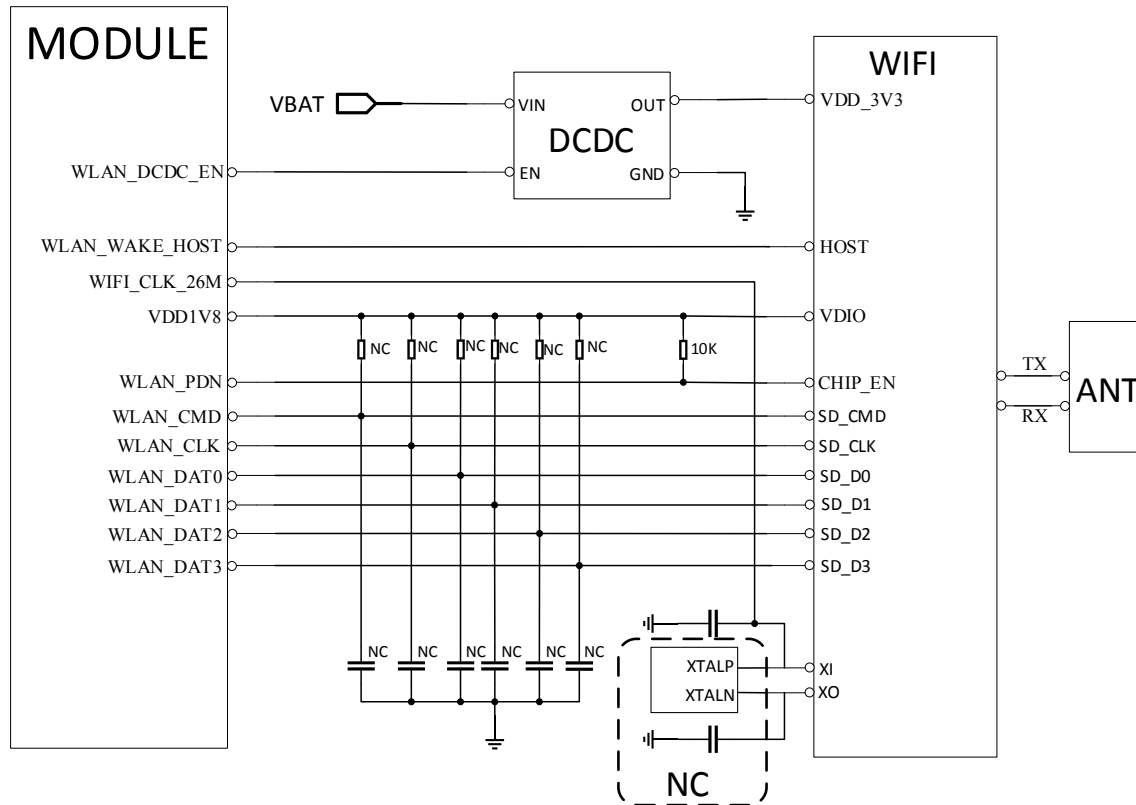 MODULE
WIFI
VBAT
VIN
OUT
VDD_3V3
DCDC
WLAN_DCDC_EN
EN
GND
WLAN_WAKE_HOST
HOST
WIFI_CLK_26M
VDD1V8
VDIO
NC
NC
NC
NC
NC
NC
10K
WLAN_PDN
CHIP_EN
TX
ANT
WLAN_CMD
SD_CMD
RX
WLAN_CLK
SD_CLK
WLAN_DAT0
SD_D0
WLAN_DAT1
SD_D1
WLAN_DAT2
SD_D2
WLAN_DAT3
SD_D3
NC
NC
NC
NC
NC
NC
XTALP
XI
XTALN
XO
NC